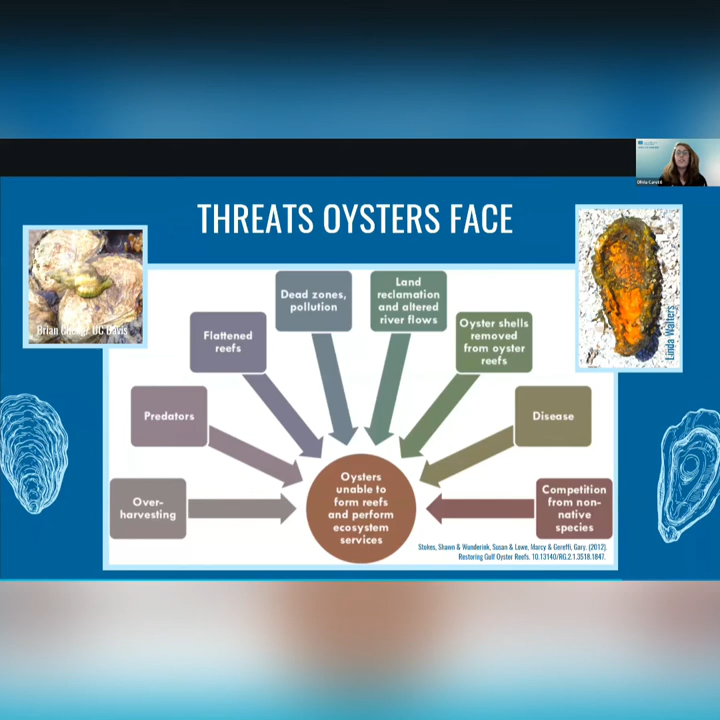 Olivia
THREATS OYSTERS FACE
Brian Cheng/ UC Davis
Linda Walters
Dead zones,
pollution
Land
reclamation
and altered
river flows
Flattened
reefs
Oyster shells
removed
from oyster
reefs
Predators
Disease
Over-
harvesting
Competition
from non-
native
species
Oysters
unable to
form reefs
and perform
ecosystem
services
Stokes, Shawn & Wunderink, Susan & Lowe, Marcy & Gereffi, Gary. (2012).
Restoring Gulf Oyster Reefs. 10.13140/RG.2.1.3518.1847.